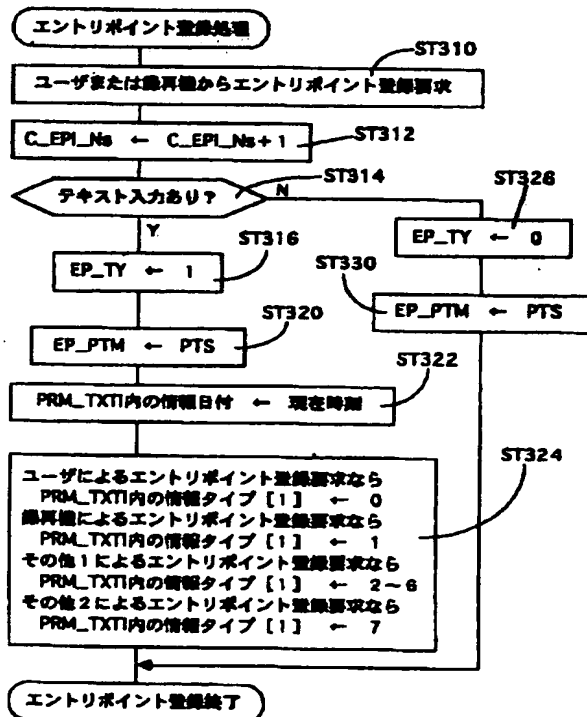 エントリポイント登録処理
ST310
ユーザまたは録再機からエントリポイント登録要求
C_EPI_Ns ← C_EPI_Ns+1
ST312
テキスト入力あり?
ST314
N
Y
ST326
EP_TY ← 0
ST316
EP_TY ← 1
ST330
EP_PTM ← PTS
ST320
EP_PTM ← PTS
ST322
PRM_TXTI内の情報日付 ← 現在時刻
ST324
ユーザによるエントリポイント登録要求なら
PRM_TXTI内の情報タイプ [1] ← 0
録再機によるエントリポイント登録要求なら
PRM_TXTI内の情報タイプ [1] ← 1
その他1によるエントリポイント登録要求なら
PRM_TXTI内の情報タイプ [1] ← 2~6
その他2によるエントリポイント登録要求なら
PRM_TXTI内の情報タイプ [1] ← 7
エントリポイント登録終了